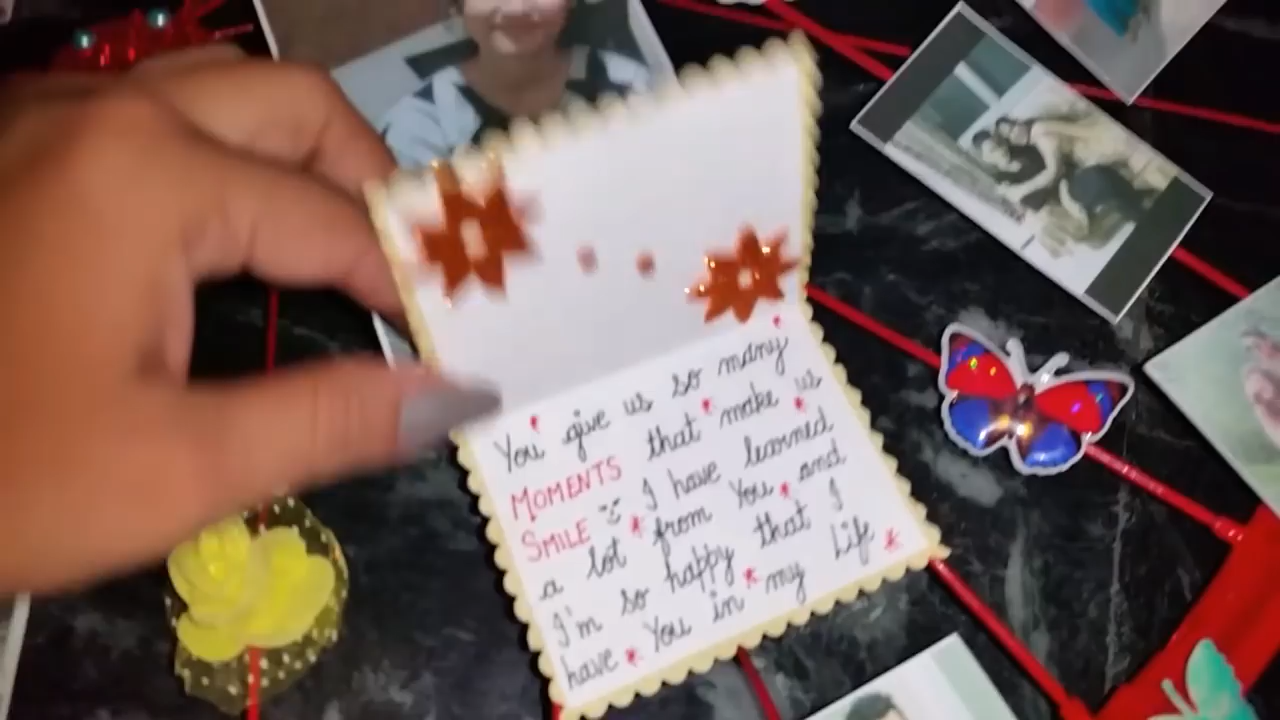 You give us so many
MOMENTS that make us
SMILE I have learned
a lot from You and
I'm so happy that I
have You in my Life